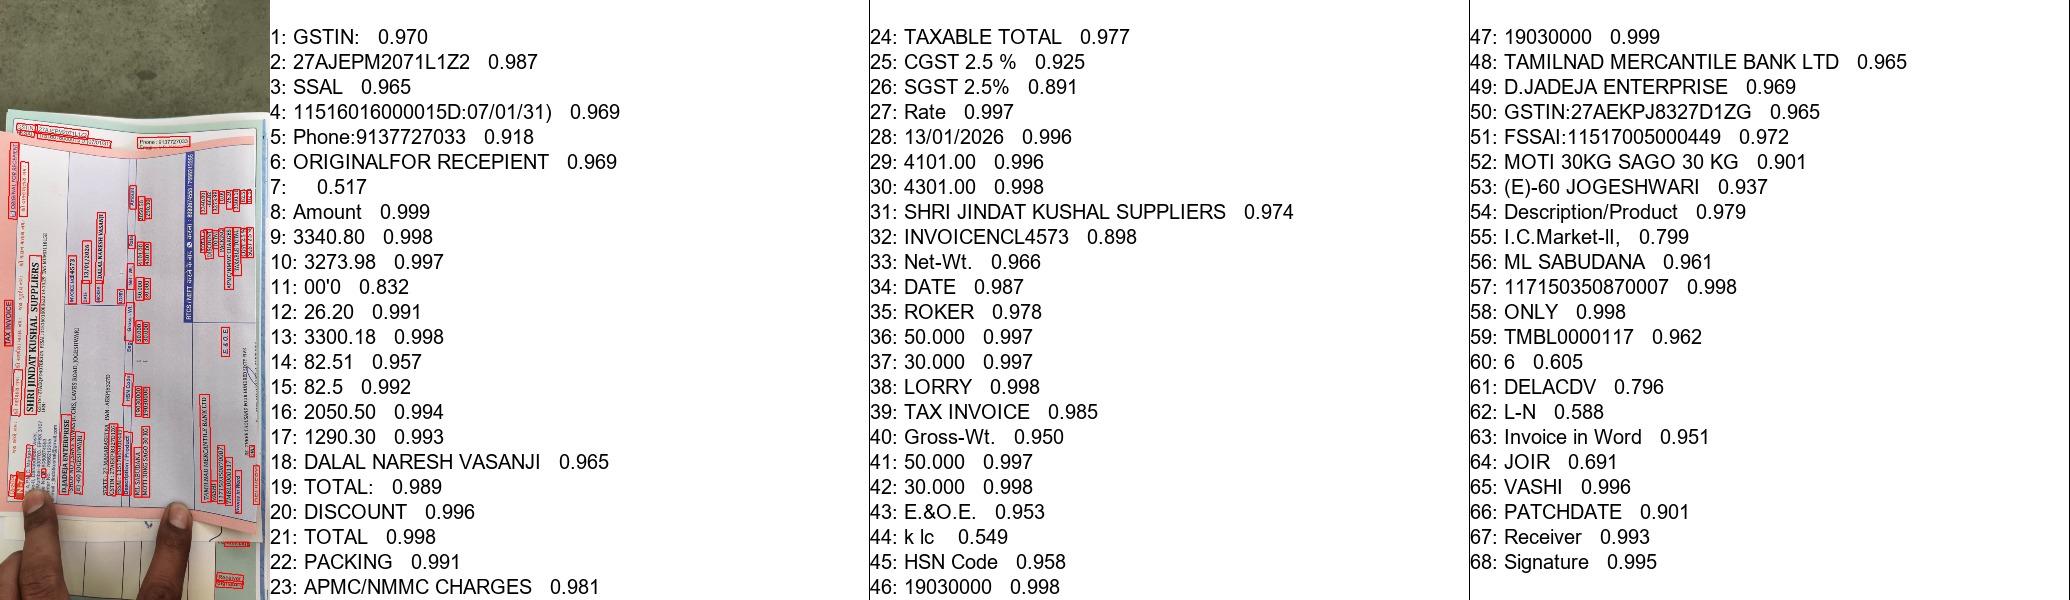 1: GSTIN: 0.970
2: 27AJEPM2071L1Z2 0.987
3: SSAL 0.965
4: 11516016000015D:07/01/31) 0.969
5: Phone:9137727033 0.918
6: ORIGINALFOR RECEPIENT 0.969
7: 0.517
8: Amount 0.999
9: 3340.80 0.998
10: 3273.98 0.997
11: 00'0 0.832
12: 26.20 0.991
13: 3300.18 0.998
14: 82.51 0.957
15: 82.5 0.992
16: 2050.50 0.994
17: 1290.30 0.993
18: DALAL NARESH VASANJI 0.965
19: TOTAL: 0.989
20: DISCOUNT 0.996
21: TOTAL 0.998
22: PACKING 0.991
23: APMC/NMMC CHARGES 0.981
24: TAXABLE TOTAL 0.977
25: CGST 2.5 % 0.925
26: SGST 2.5% 0.891
27: Rate 0.997
28: 13/01/2026 0.996
29: 4101.00 0.996
30: 4301.00 0.998
31: SHRI JINDAT KUSHAL SUPPLIERS 0.974
32: INVOICENCL4573 0.898
33: Net-Wt. 0.966
34: DATE 0.987
35: ROKER 0.978
36: 50.000 0.997
37: 30.000 0.997
38: LORRY 0.998
39: TAX INVOICE 0.985
40: Gross-Wt. 0.950
41: 50.000 0.997
42: 30.000 0.998
43: E.&O.E. 0.953
44: k lc 0.549
45: HSN Code 0.958
46: 19030000 0.998
47: 19030000 0.999
48: TAMILNAD MERCANTILE BANK LTD 0.965
49: D.JADEJA ENTERPRISE 0.969
50: GSTIN:27AEKPJ8327D1ZG 0.965
51: FSSAI:11517005000449 0.972
52: MOTI 30KG SAGO 30 KG 0.901
53: (E)-60 JOGESHWARI 0.937
54: Description/Product 0.979
55: I.C.Market-II, 0.799
56: ML SABUDANA 0.961
57: 117150350870007 0.998
58: ONLY 0.998
59: TMBL0000117 0.962
60: 6 0.605
61: DELACDV 0.796
62: L-N 0.588
63: Invoice in Word 0.951
64: JOIR 0.691
65: VASHI 0.996
66: PATCHDATE 0.901
67: Receiver 0.993
68: Signature 0.995
TAX INVOICE
SHRI JINDAT KUSHAL SUPPLIERS
Phone:9137727033
13/01/2026
DALAL NARESH VASANJI
D.JADEJA ENTERPRISE
TAMILNAD MERCANTILE BANK LTD
E.&O.E.